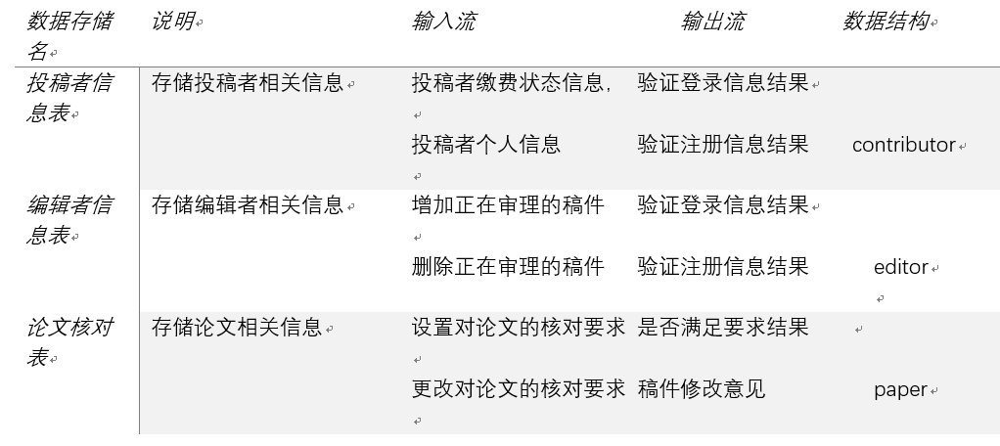 数据存储名 说明 输入流 输出流 数据结构
投稿者信息表 存储投稿者相关信息 投稿者缴费状态信息, 验证登录信息结果
投稿者个人信息 验证注册信息结果 contributor
编辑者信息表 存储编辑者相关信息 增加正在审理的稿件 验证登录信息结果
删除正在审理的稿件 验证注册信息结果 editor
论文核对表 存储论文相关信息 设置对论文的核对要求 是否满足要求结果
更改对论文的核对要求 稿件修改意见 paper